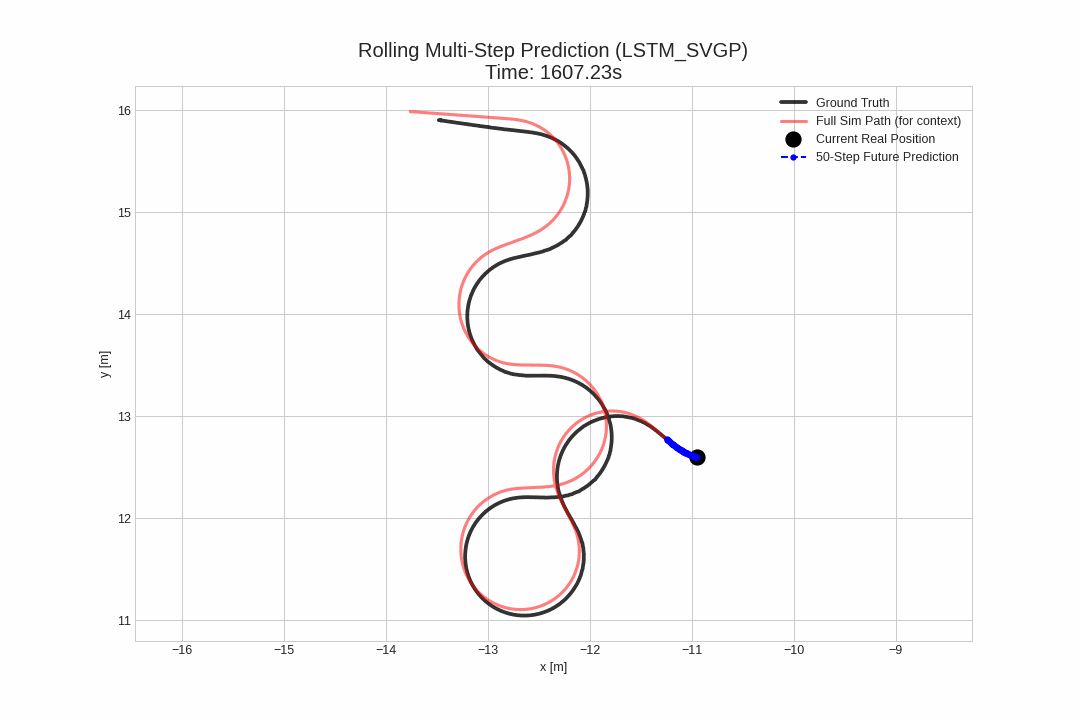 Rolling Multi-Step Prediction (LSTM_SVGP)
Time: 1607.23s
Ground Truth
Full Sim Path (for context)
Current Real Position
50-Step Future Prediction
16
15
14
13
12
11
y [m]
−16 −15 −14 −13 −12 −11 −10 −9
x [m]